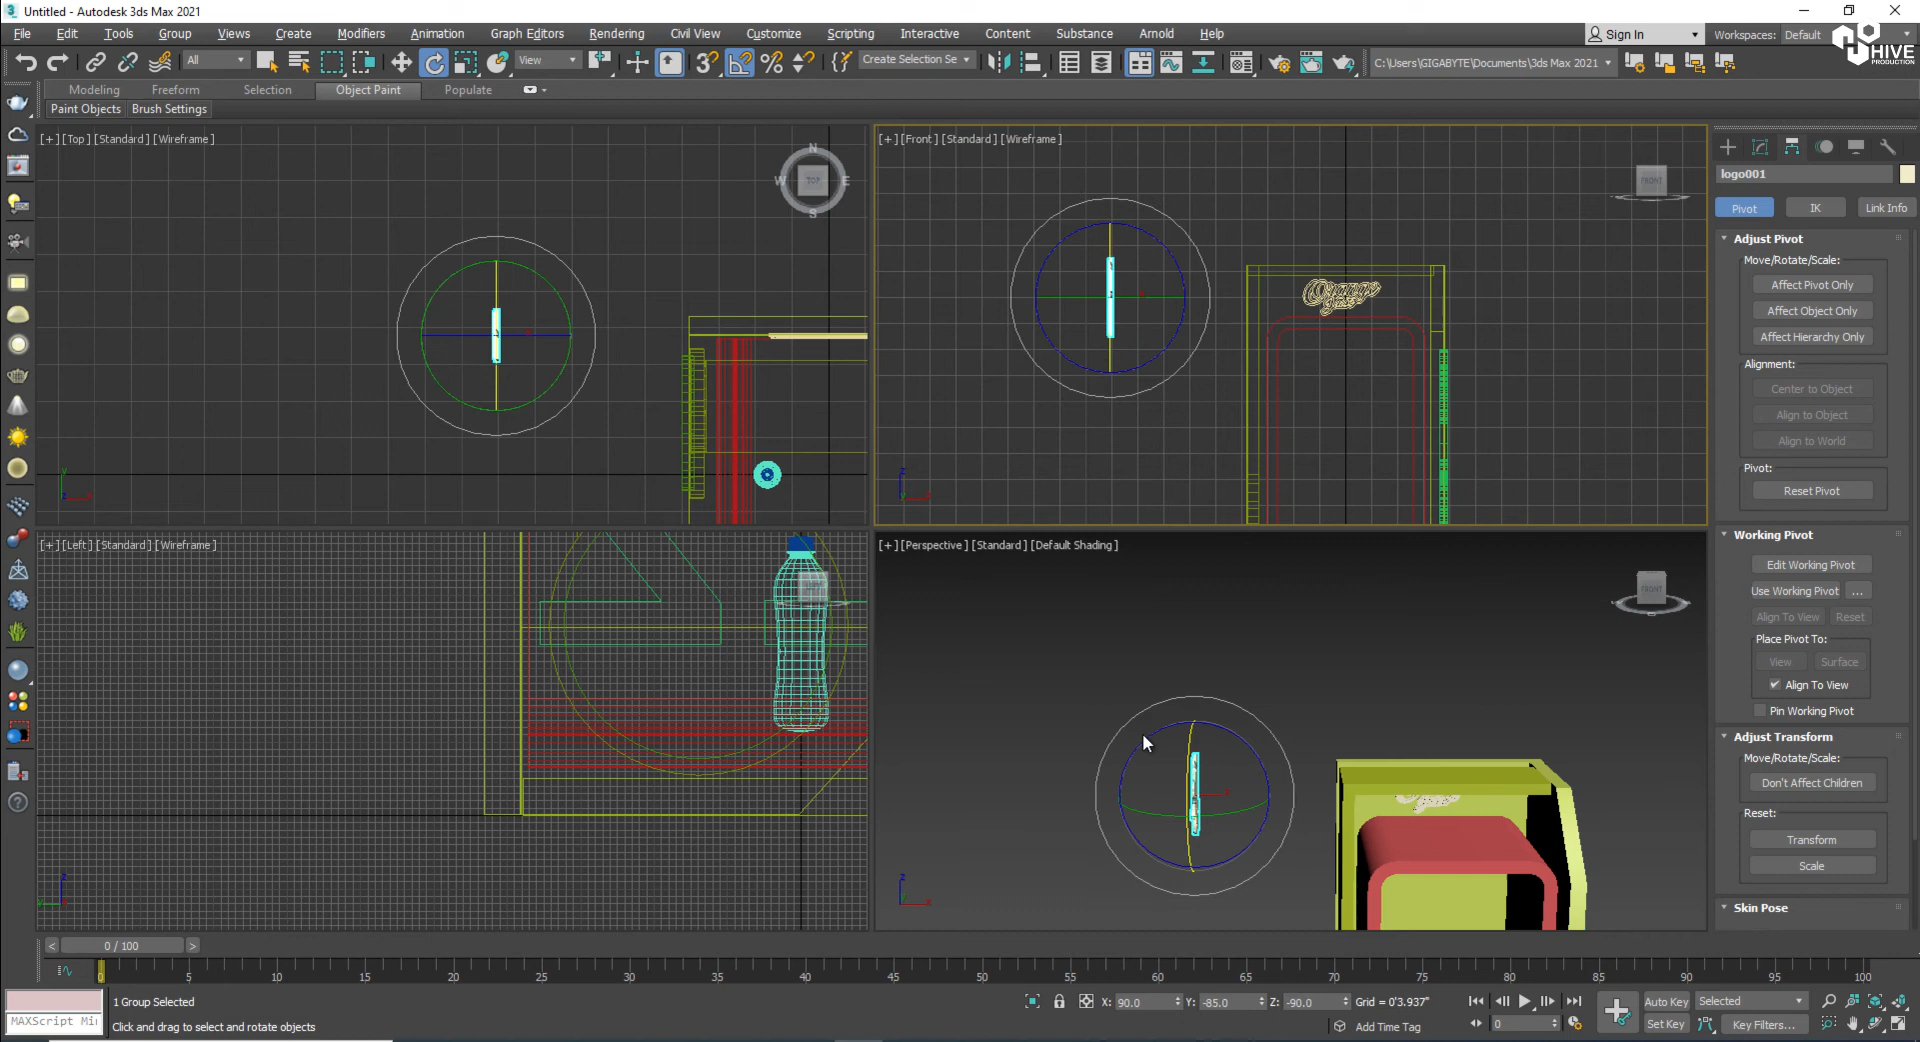 Untitled - Autodesk 3ds Max 2021
File Edit Tools Group Views Create Modifiers Animation Graph Editors Rendering Civil View Customize Scripting Interactive Content Substance Arnold Help
Sign In Workspaces: Default
HIVE
PRODUCTION
All View Create Selection Se C:\Users\GIGABYTE\Documents\3ds Max 2021
Modeling Freeform Selection Object Paint Populate
Paint Objects Brush Settings
[+] [Top] [Standard] [Wireframe]
N
W TOP E
S
[+] [Front] [Standard] [Wireframe]
FRONT
Orange
[+] [Left] [Standard] [Wireframe]
[+] [Perspective] [Standard] [Default Shading]
FRONT
logo001
Pivot IK Link Info
Adjust Pivot
Move/Rotate/Scale:
Affect Pivot Only
Affect Object Only
Affect Hierarchy Only
Alignment:
Center to Object
Align to Object
Align to World
Pivot:
Reset Pivot
Working Pivot
Edit Working Pivot
Use Working Pivot ...
Align To View Reset
Place Pivot To:
View Surface
Align To View
Pin Working Pivot
Adjust Transform
Move/Rotate/Scale:
Don't Affect Children
Reset:
Transform
Scale
Skin Pose
< 0 / 100 >
0 5 10 15 20 25 30 35 40 45 50 55 60 65 70 75 80 85 90 95 100
1 Group Selected
X: 90.0 Y: -85.0 Z: -90.0 Grid = 0'3.937"
Auto Key Selected
MAXScript Mi
Click and drag to select and rotate objects
Add Time Tag
0
Set Key Key Filters...